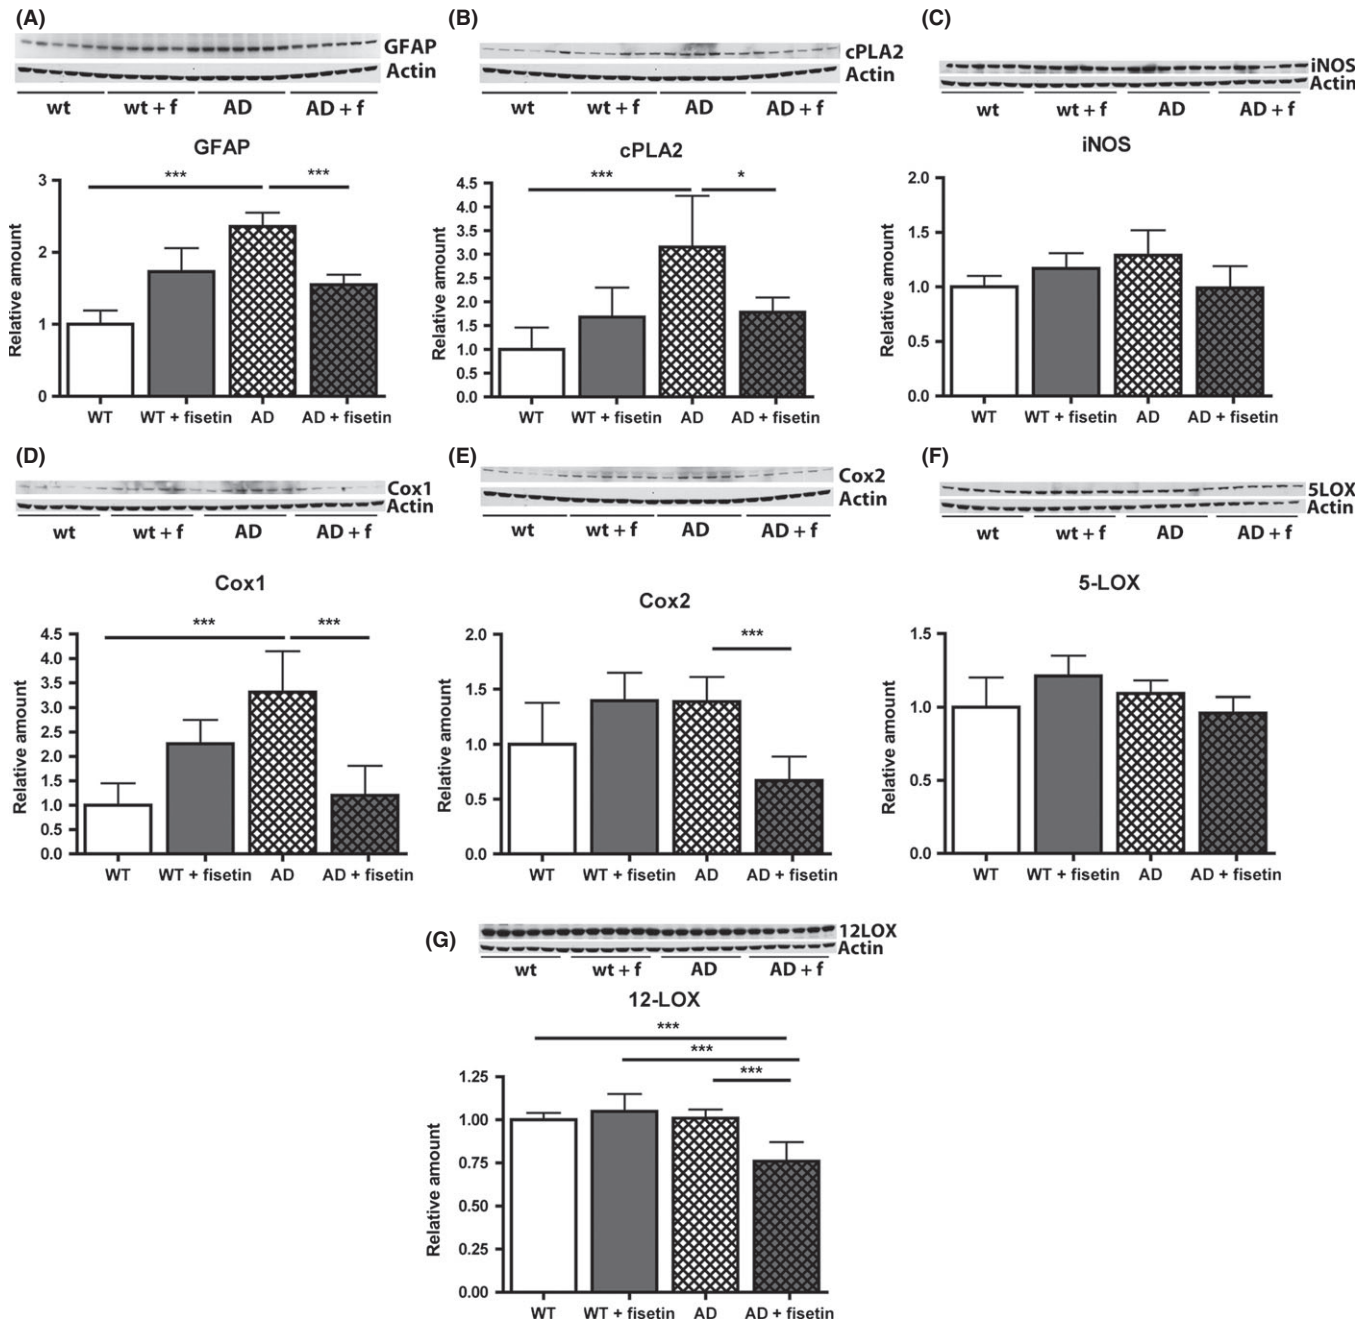 (A)
GFAP
Actin
wt wt + f AD AD + f
GFAP
*** ***
3
2
1
0
Relative amount
WT WT + fisetin AD AD + fisetin
(B)
cPLA2
Actin
wt wt + f AD AD + f
cPLA2
*** *
4.5
4.0
3.5
3.0
2.5
2.0
1.5
1.0
0.5
0.0
Relative amount
WT WT + fisetin AD AD + fisetin
(C)
iNOS
Actin
wt wt + f AD AD + f
iNOS
2.0
1.5
1.0
0.5
0.0
Relative amount
WT WT + fisetin AD AD + fisetin
(D)
Cox1
Actin
wt wt + f AD AD + f
Cox1
*** ***
4.5
4.0
3.5
3.0
2.5
2.0
1.5
1.0
0.5
0.0
Relative amount
WT WT + fisetin AD AD + fisetin
(E)
Cox2
Actin
wt wt + f AD AD + f
Cox2
***
2.0
1.5
1.0
0.5
0.0
Relative amount
WT WT + fisetin AD AD + fisetin
(F)
5LOX
Actin
wt wt + f AD AD + f
5-LOX
1.5
1.0
0.5
0.0
Relative amount
WT WT + fisetin AD AD + fisetin
(G)
12LOX
Actin
wt wt + f AD AD + f
12-LOX
***
***
***
1.25
1.00
0.75
0.50
0.25
0.00
Relative amount
WT WT + fisetin AD AD + fisetin